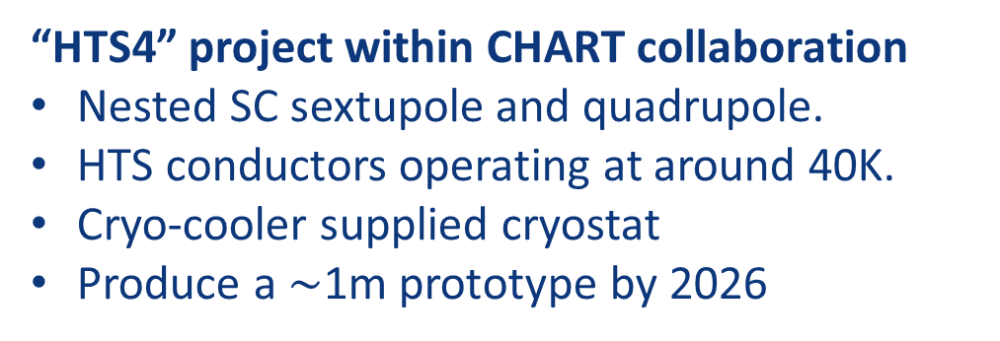 “HTS4” project within CHART collaboration
• Nested SC sextupole and quadrupole.
• HTS conductors operating at around 40K.
• Cryo-cooler supplied cryostat
• Produce a ~1m prototype by 2026